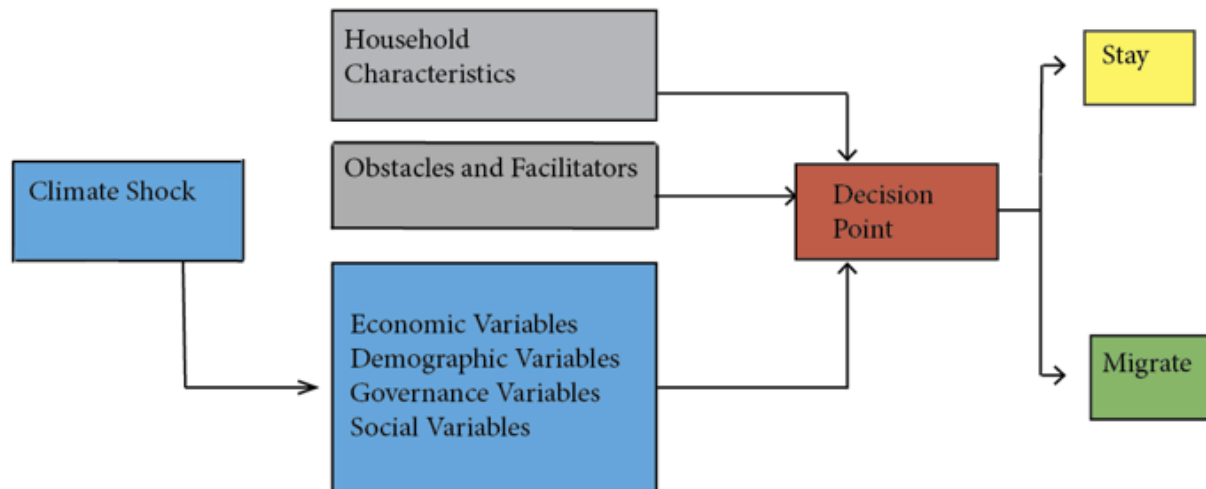 Household
Characteristics
Obstacles and Facilitators
Climate Shock
Economic Variables
Demographic Variables
Governance Variables
Social Variables
Decision
Point
Stay
Migrate